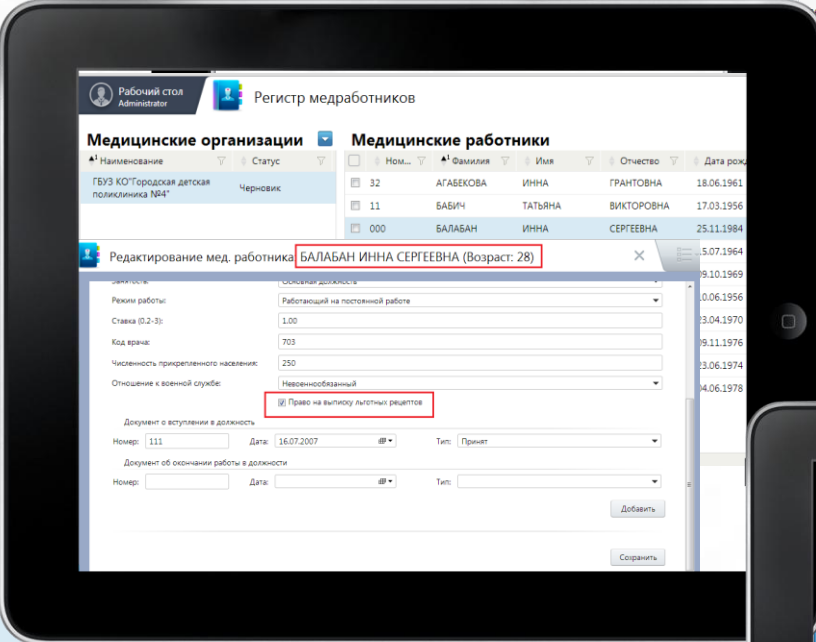 Рабочий стол
Administrator
Регистр медработников
Медицинские организации
Медицинские работники
1 Наименование Статус
Ном... 1 Фамилия Имя Отчество Дата рожд
ГБУЗ КО"Городская детская
поликлиника №4"
Черновик
32 АГАБЕКОВА ИННА ГРАНТОВНА 18.06.1961
11 БАБИЧ ТАТЬЯНА ВИКТОРОВНА 17.03.1956
000 БАЛАБАН ИННА СЕРГЕЕВНА 25.11.1984
Редактирование мед. работника БАЛАБАН ИННА СЕРГЕЕВНА (Возраст: 28)
15.07.1964
09.10.1969
10.06.1956
23.04.1970
09.11.1976
23.06.1974
04.06.1978
Занятость: Основная должность
Режим работы: Работающий на постоянной работе
Ставка (0.2-3): 1.00
Код врача: 703
Численность прикрепленного населения: 250
Отношение к военной службе: Невоеннообязанный
Право на выписку льготных рецептов
Документ о вступлении в должность
Номер: 111 Дата: 16.07.2007 Тип: Принят
Документ об окончании работы в должности
Номер: Дата: Тип:
Добавить
Сохранить